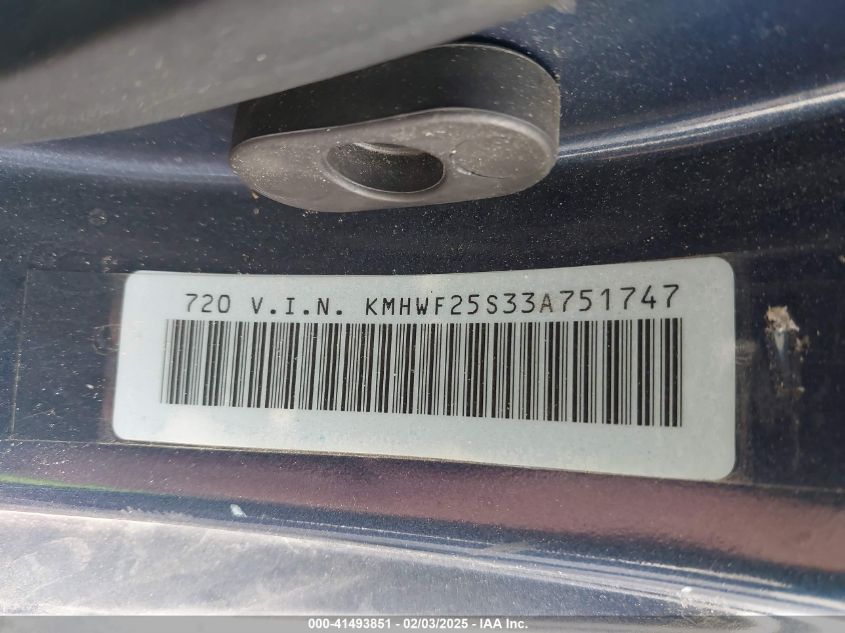 720 V.I.N. KMHWF25S33A751747
000-41493851 - 02/03/2025 - IAA Inc.